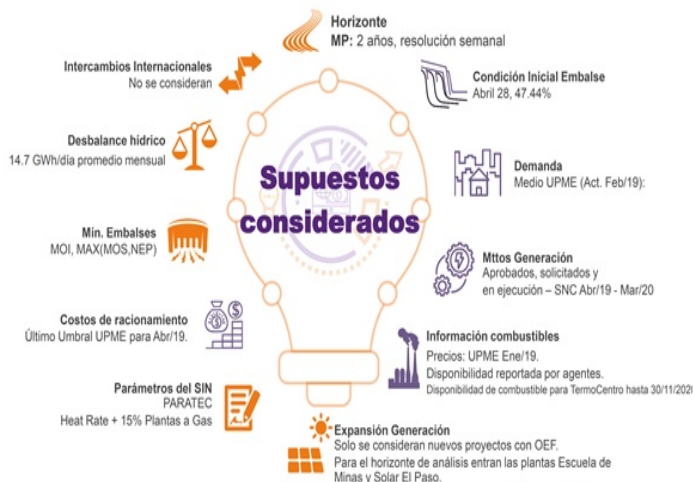 Horizonte
MP: 2 años, resolución semanal
Intercambios Internacionales
No se consideran
Condición Inicial Embalse
Abril 28, 47.44%
Desbalance hídrico
14.7 GWh/día promedio mensual
Demanda
Medio UPME (Act. Feb/19):
Supuestos
considerados
Mín. Embalses
MOI, MAX(MOS,NEP)
Mttos Generación
Aprobados, solicitados y
en ejecución – SNC Abr/19 - Mar/20
Costos de racionamiento
Último Umbral UPME para Abr/19.
Información combustibles
Precios: UPME Ene/19.
Disponibilidad reportada por agentes.
Disponibilidad de combustible para TermoCentro hasta 30/11/2020
Parámetros del SIN
PARATEC
Heat Rate + 15% Plantas a Gas
Expansión Generación
Solo se consideran nuevos proyectos con OEF.
Para el horizonte de análisis entran las plantas Escuela de
Minas y Solar El Paso.